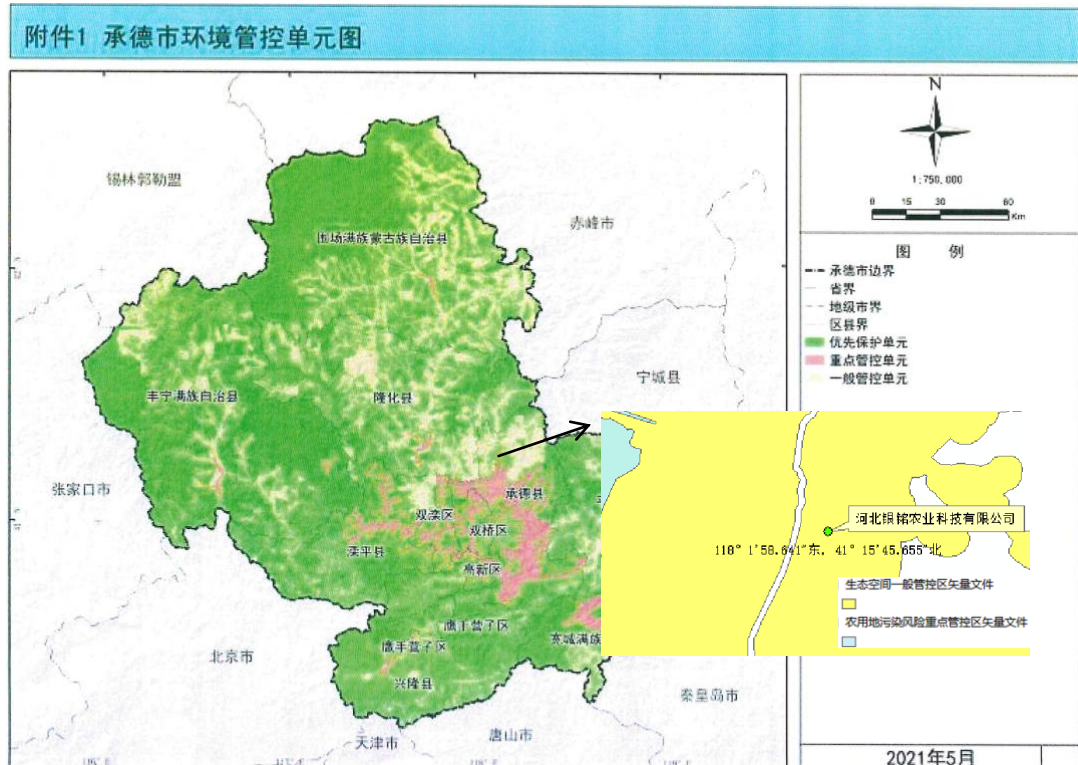 附件1 承德市环境管控单元图
N
1:750,000
0 15 30 60
Km
图 例
承德市边界
省界
地级市界
区县界
优先保护单元
重点管控单元
一般管控单元
锡林郭勒盟
赤峰市
围场满族蒙古族自治县
宁城县
丰宁满族自治县
隆化县
张家口市
承德县
双滦区
双桥区
滦平县
高新区
鹰手营子区
鹰手营子区
宽城满族
北京市
兴隆县
秦皇岛市
天津市
唐山市
河北银铭农业科技有限公司
118° 1'58.641"东, 41° 15'45.655"北
生态空间一般管控区矢量文件
农用地污染风险重点管控区矢量文件
2021年5月